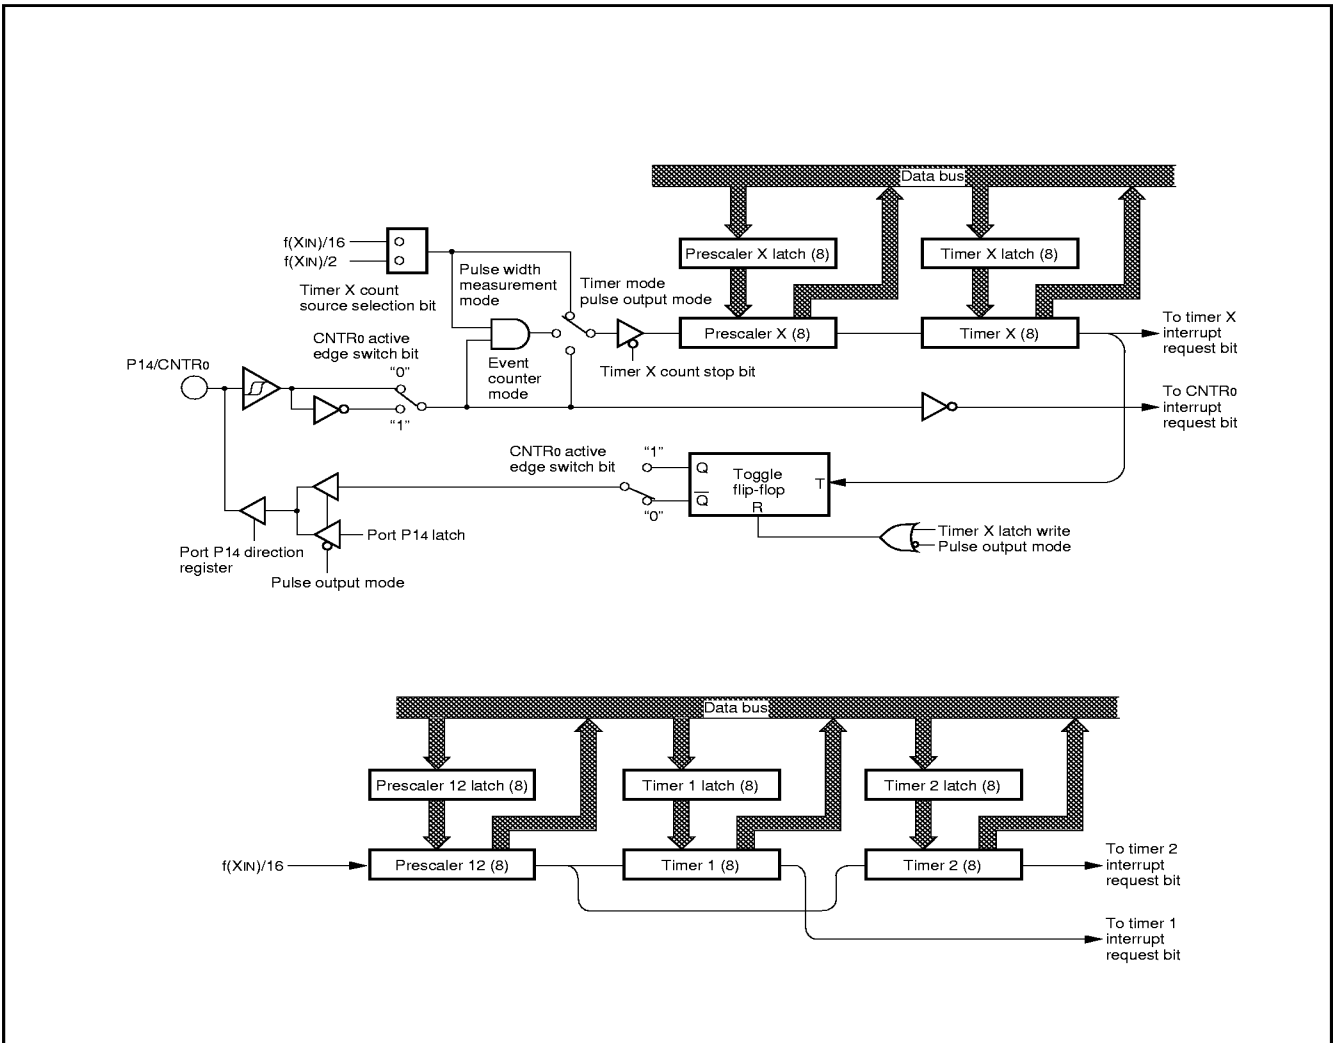 Data bus
Prescaler X latch (8)
Timer X latch (8)
f(XIN)/16
f(XIN)/2
Timer X count
source selection bit
Pulse width
measurement
mode
Timer mode
pulse output mode
Prescaler X (8)
Timer X (8)
To timer X
interrupt
request bit
CNTR0 active
edge switch bit
"0"
P14/CNTR0
Event
counter
mode
Timer X count stop bit
"1"
To CNTR0
interrupt
request bit
CNTR0 active
edge switch bit
"1"
"0"
Q
Q
Toggle
flip-flop
T
R
Timer X latch write
Pulse output mode
Port P14 latch
Port P14 direction
register
Pulse output mode
Data bus
Prescaler 12 latch (8)
Timer 1 latch (8)
Timer 2 latch (8)
f(XIN)/16
Prescaler 12 (8)
Timer 1 (8)
Timer 2 (8)
To timer 2
interrupt
request bit
To timer 1
interrupt
request bit